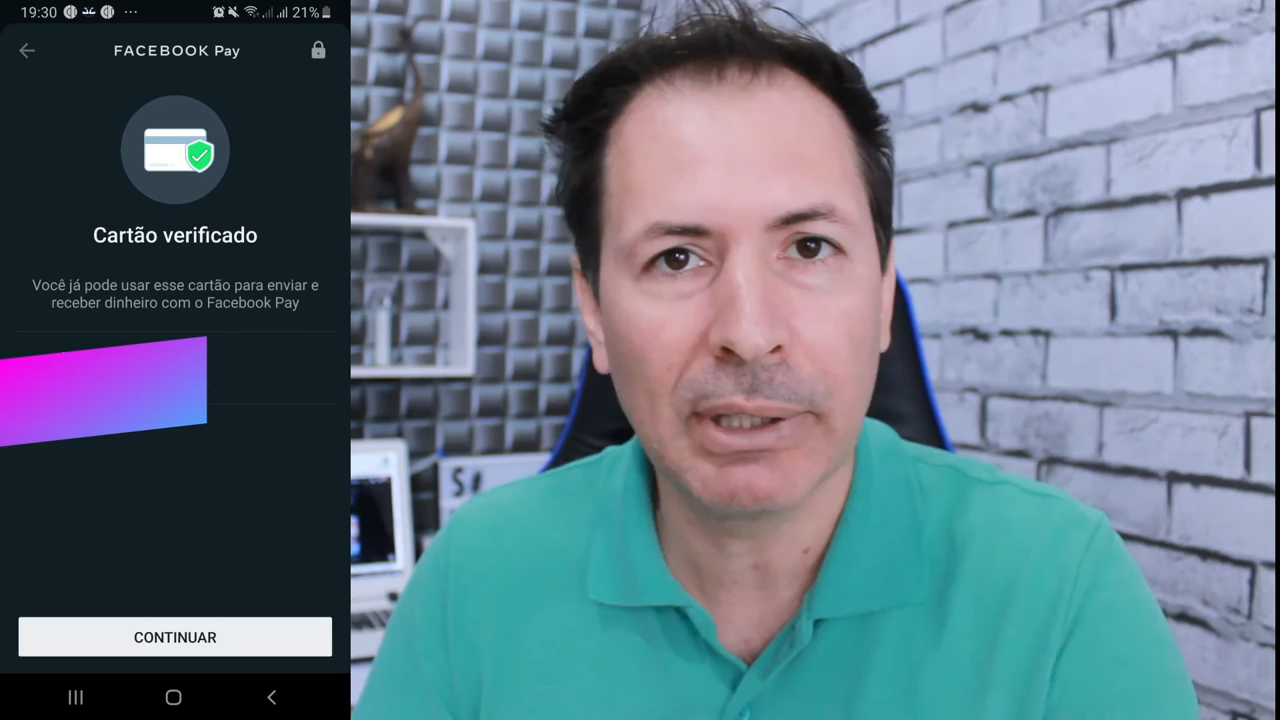 19:30 21%
FACEBOOK Pay
Cartão verificado
Você já pode usar esse cartão para enviar e
receber dinheiro com o Facebook Pay
CONTINUAR